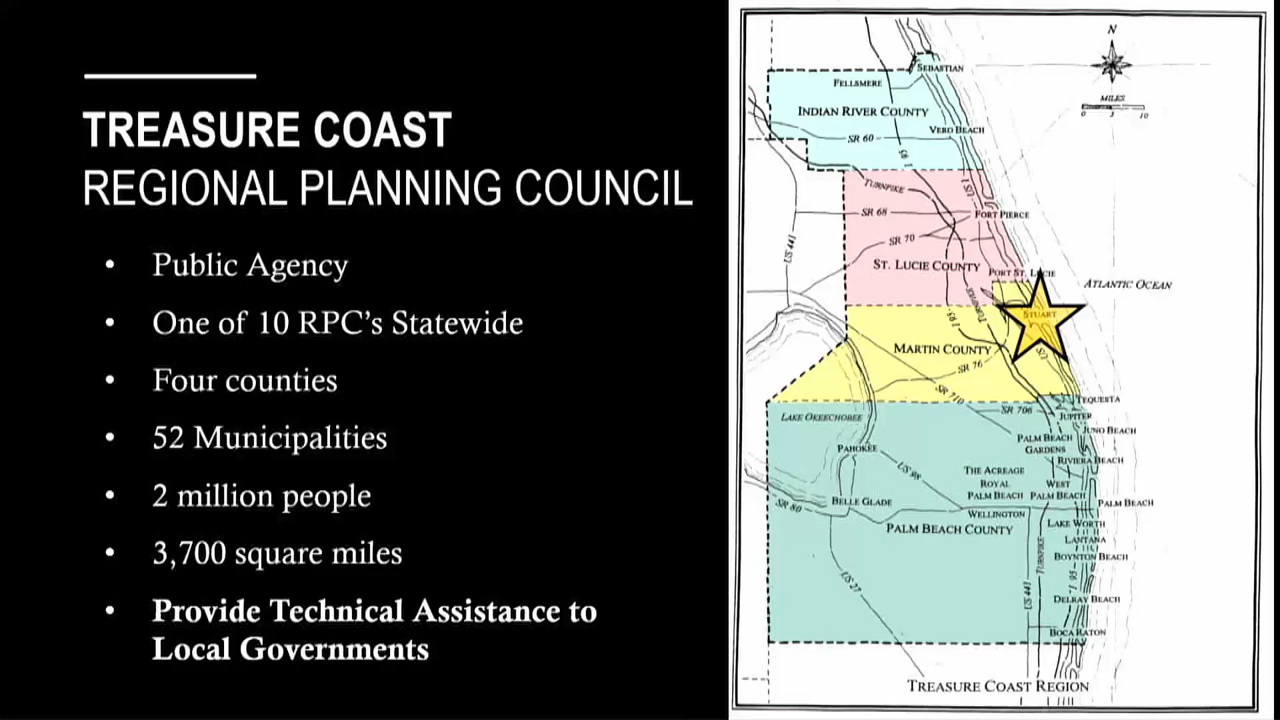 TREASURE COAST
REGIONAL PLANNING COUNCIL
• Public Agency
• One of 10 RPC's Statewide
• Four counties
• 52 Municipalities
• 2 million people
• 3,700 square miles
• Provide Technical Assistance to
Local Governments
N
MILES
0 5 10
SEBASTIAN
FELLSMERE
INDIAN RIVER COUNTY
VERO BEACH
SR 60
I 95
TURNPIKE
US 1
SR 68
FORT PIERCE
SR 70
US 441
ST. LUCIE COUNTY
PORT ST. LUCIE
ATLANTIC OCEAN
STUART
I 95
MARTIN COUNTY
SR 76
SR 710
TEQUESTA
SR 706
LAKE OKEECHOBEE
JUPITER
JUNO BEACH
PALM BEACH
GARDENS
PAHOKEE
RIVIERA BEACH
US 98
THE ACREAGE
ROYAL
PALM BEACH
WEST
PALM BEACH
BELLE GLADE
PALM BEACH
SR 80
WELLINGTON
PALM BEACH COUNTY
LAKE WORTH
LANTANA
BOYNTON BEACH
TURNPIKE
I 95
US 27
US 441
DELRAY BEACH
BOCA RATON
TREASURE COAST REGION